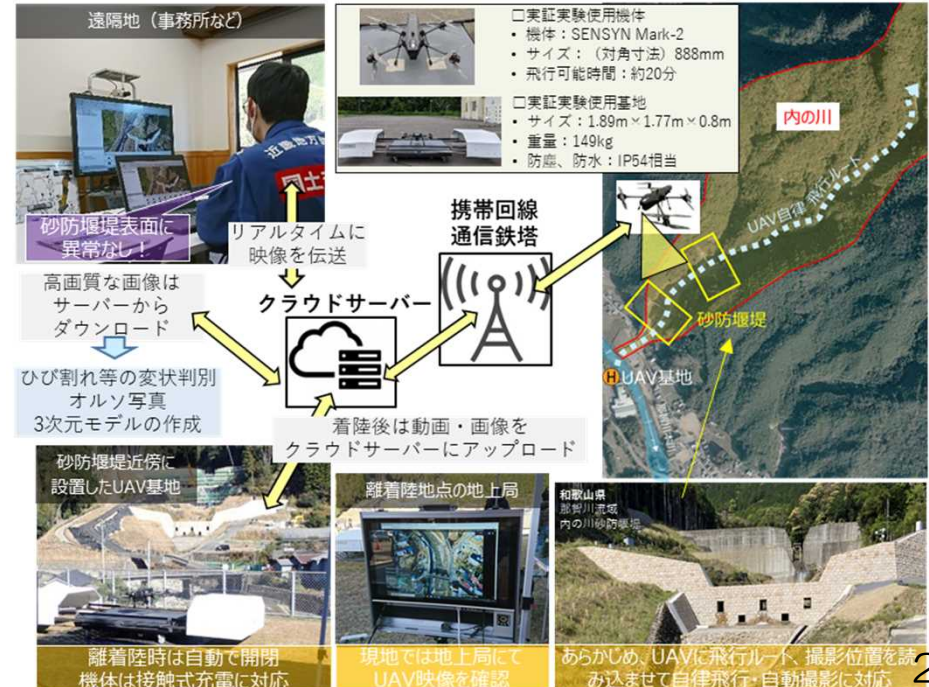 遠隔地（事務所など）
近畿地方
国土
砂防堰堤表面に
異常なし！
リアルタイムに
映像を伝送
高画質な画像は
サーバーから
ダウンロード
ひび割れ等の変状判別
オルソ写真
3次元モデルの作成
クラウドサーバー
携帯回線
通信鉄塔
着陸後は動画・画像を
クラウドサーバーにアップロード
□実証実験使用機体
• 機体：SENSYN Mark-2
• サイズ：（対角寸法）888mm
• 飛行可能時間：約20分
□実証実験使用基地
• サイズ：1.89m×1.77m×0.8m
• 重量：149kg
• 防塵、防水：IP54相当
内の川
UAV自律飛行ルート
砂防堰堤
H UAV基地
砂防堰堤近傍に
設置したUAV基地
離着陸時は自動で開閉
機体は接触式充電に対応
離着陸地点の地上局
現地では地上局にて
UAV映像を確認
和歌山県
那智川流域
内の川砂防堰堤
あらかじめ、UAVに飛行ルート、撮影位置を読
み込ませて自律飛行・自動撮影に対応
2